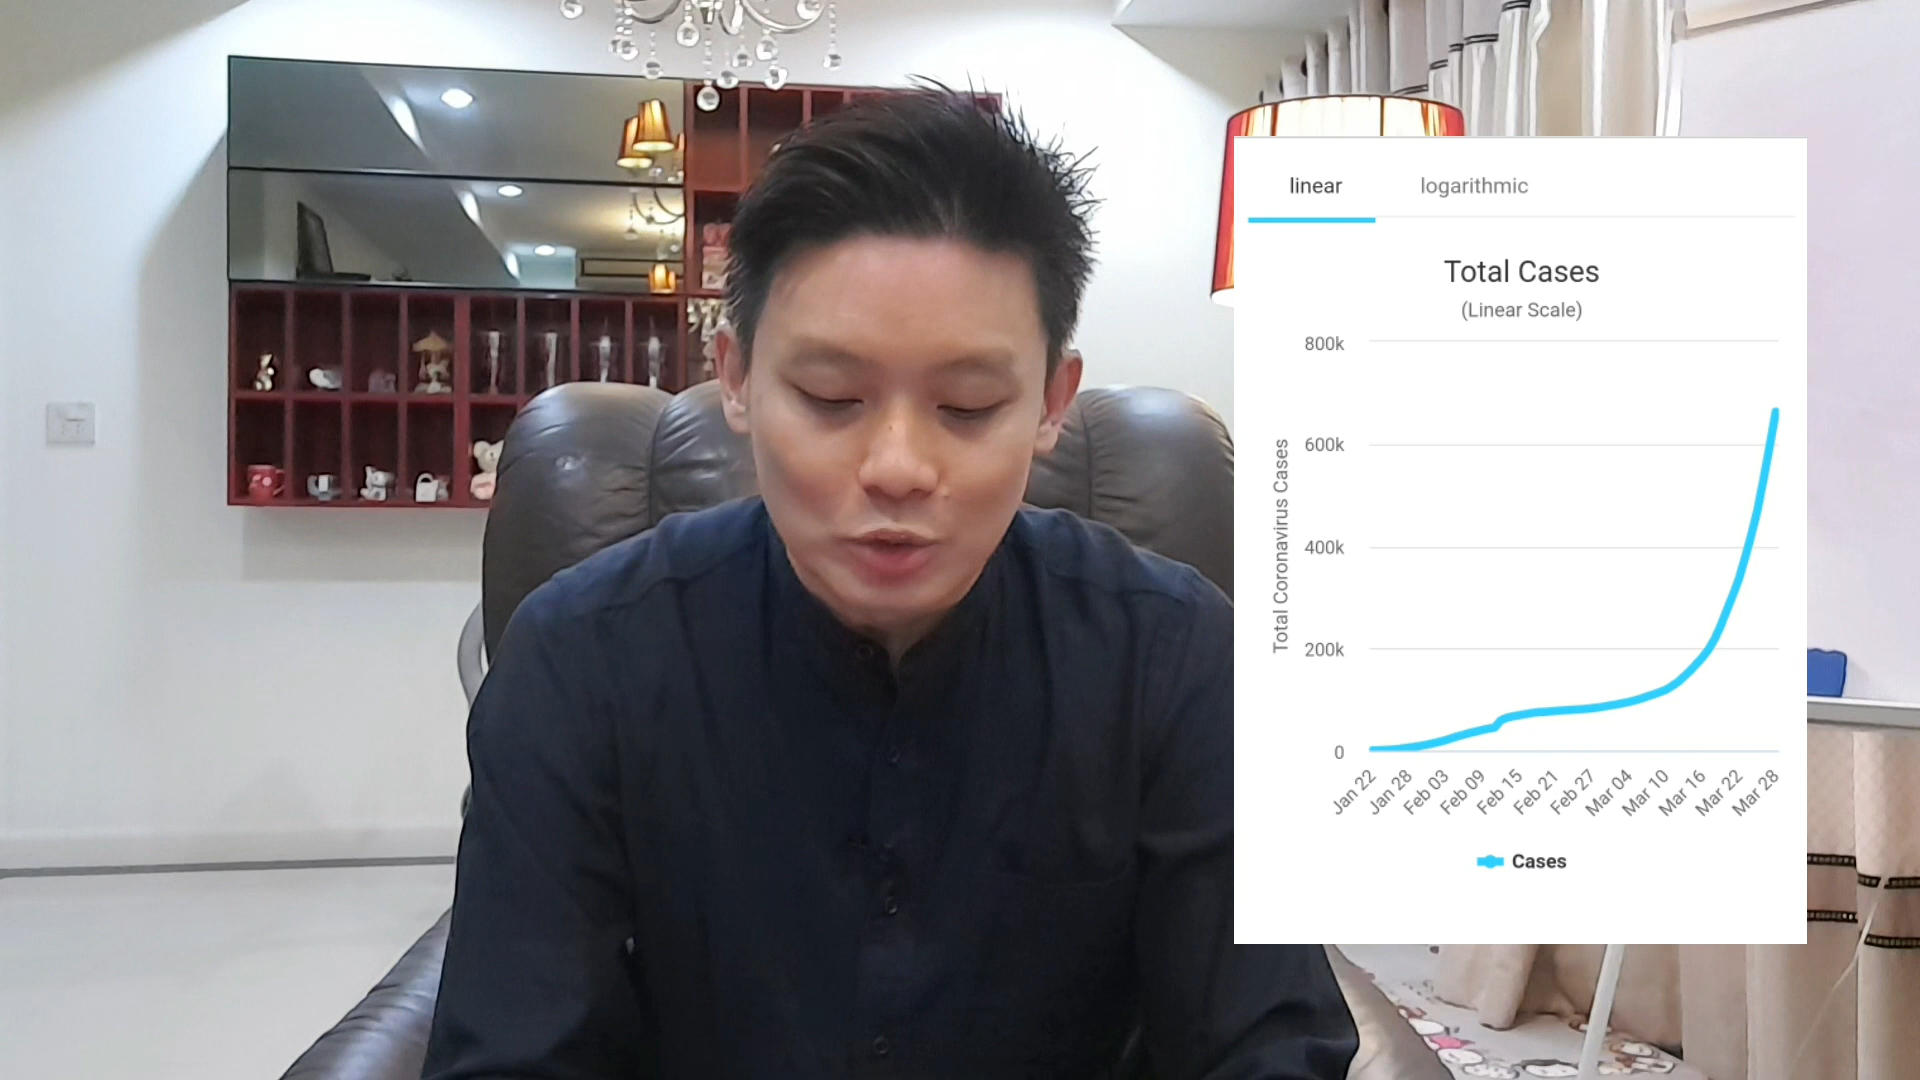 linear
logarithmic
Total Cases
(Linear Scale)
Total Coronavirus Cases
800k
600k
400k
200k
0
Jan 22
Jan 28
Feb 03
Feb 09
Feb 15
Feb 21
Feb 27
Mar 04
Mar 10
Mar 16
Mar 22
Mar 28
Cases